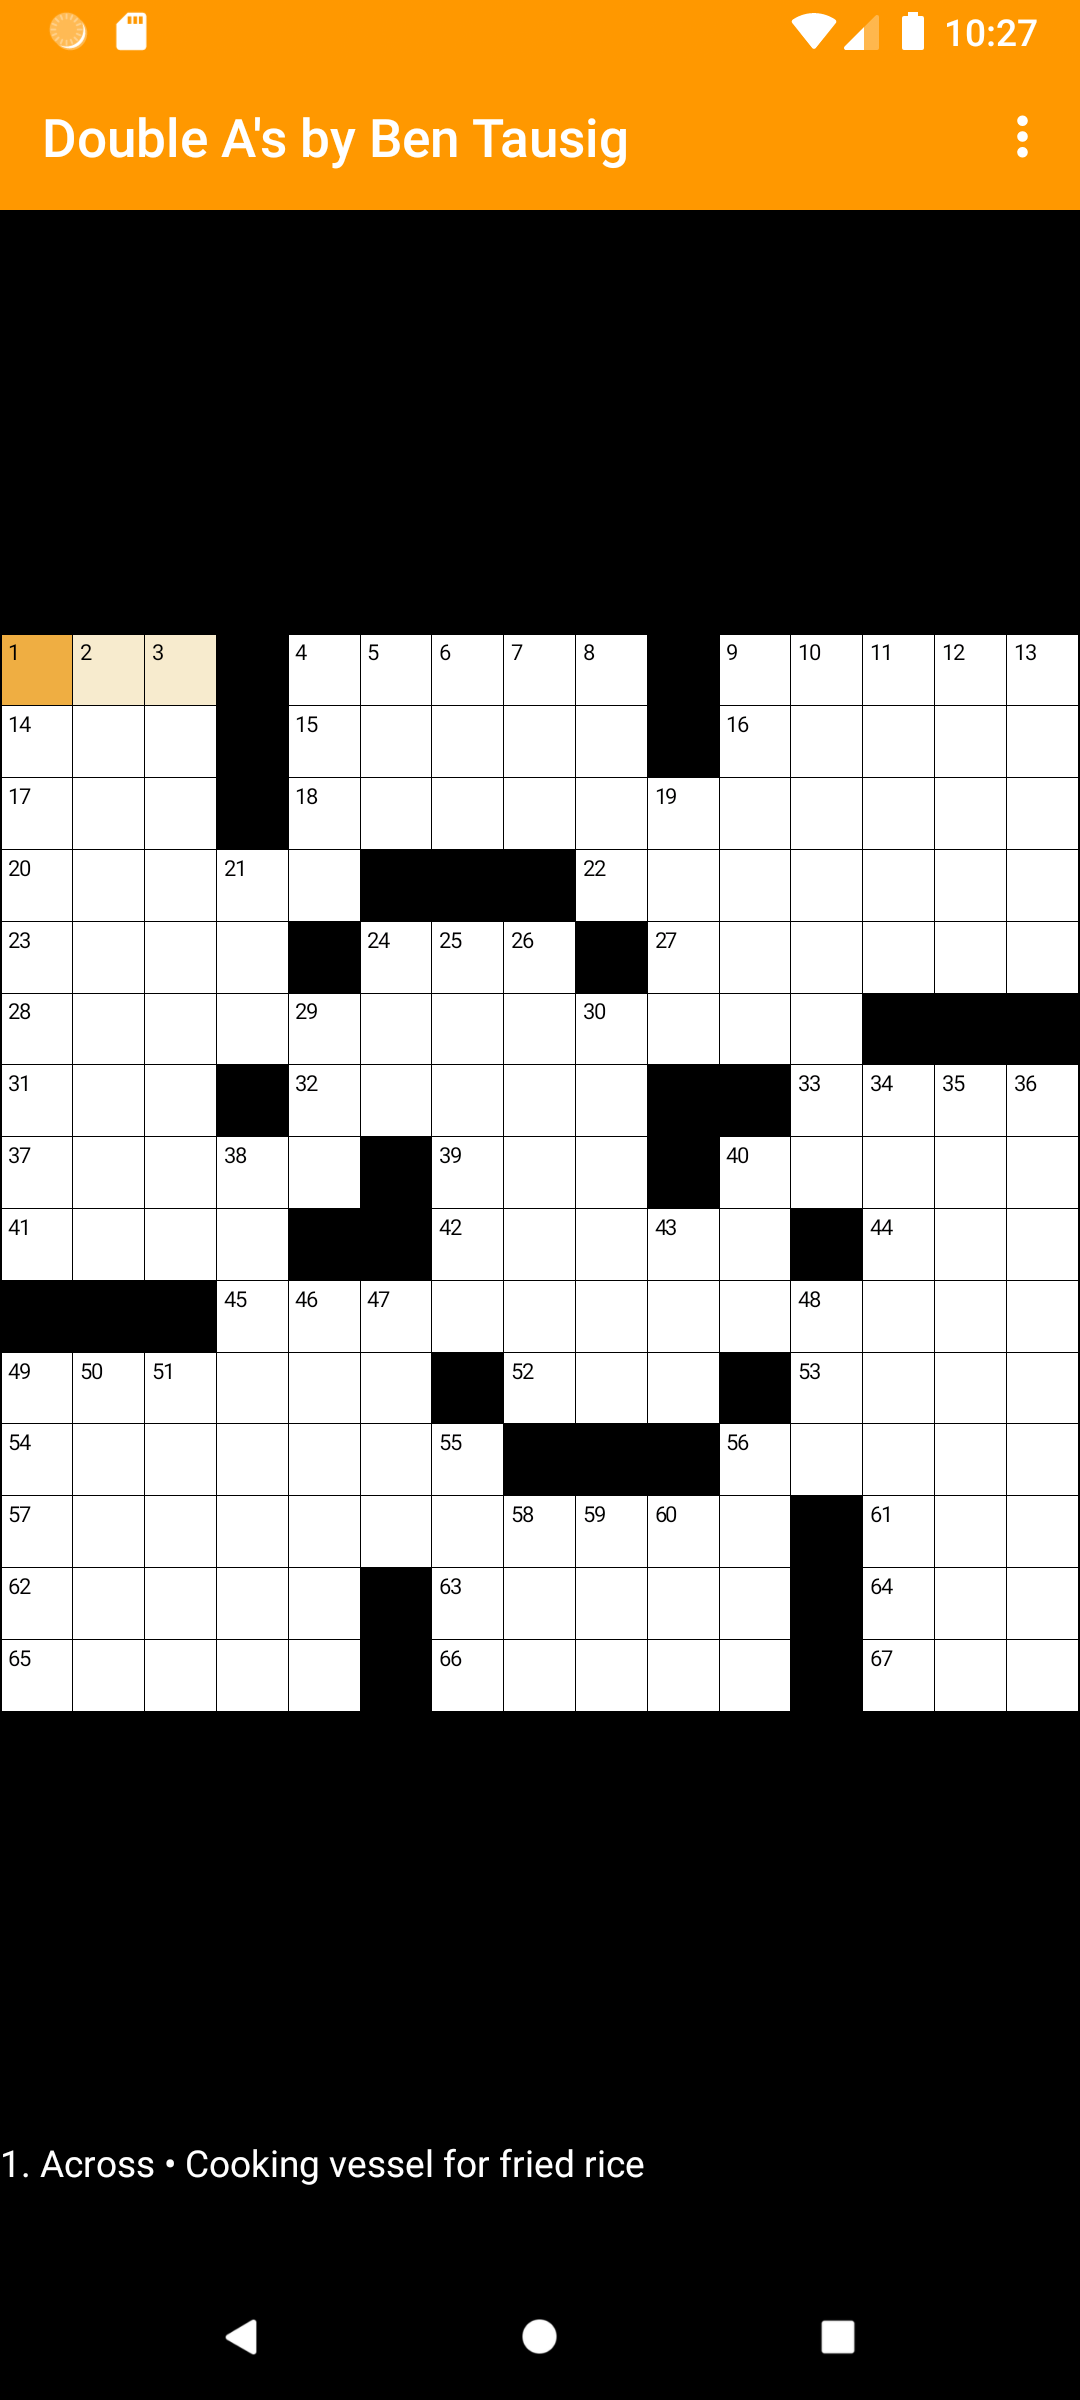 10:27
Double A's by Ben Tausig
1 2 3 4 5 6 7 8 9 10 11 12 13
14 15 16
17 18 19
20 21 22
23 24 25 26 27
28 29 30
31 32 33 34 35 36
37 38 39 40
41 42 43 44
45 46 47 48
49 50 51 52 53
54 55 56
57 58 59 60 61
62 63 64
65 66 67
1. Across • Cooking vessel for fried rice